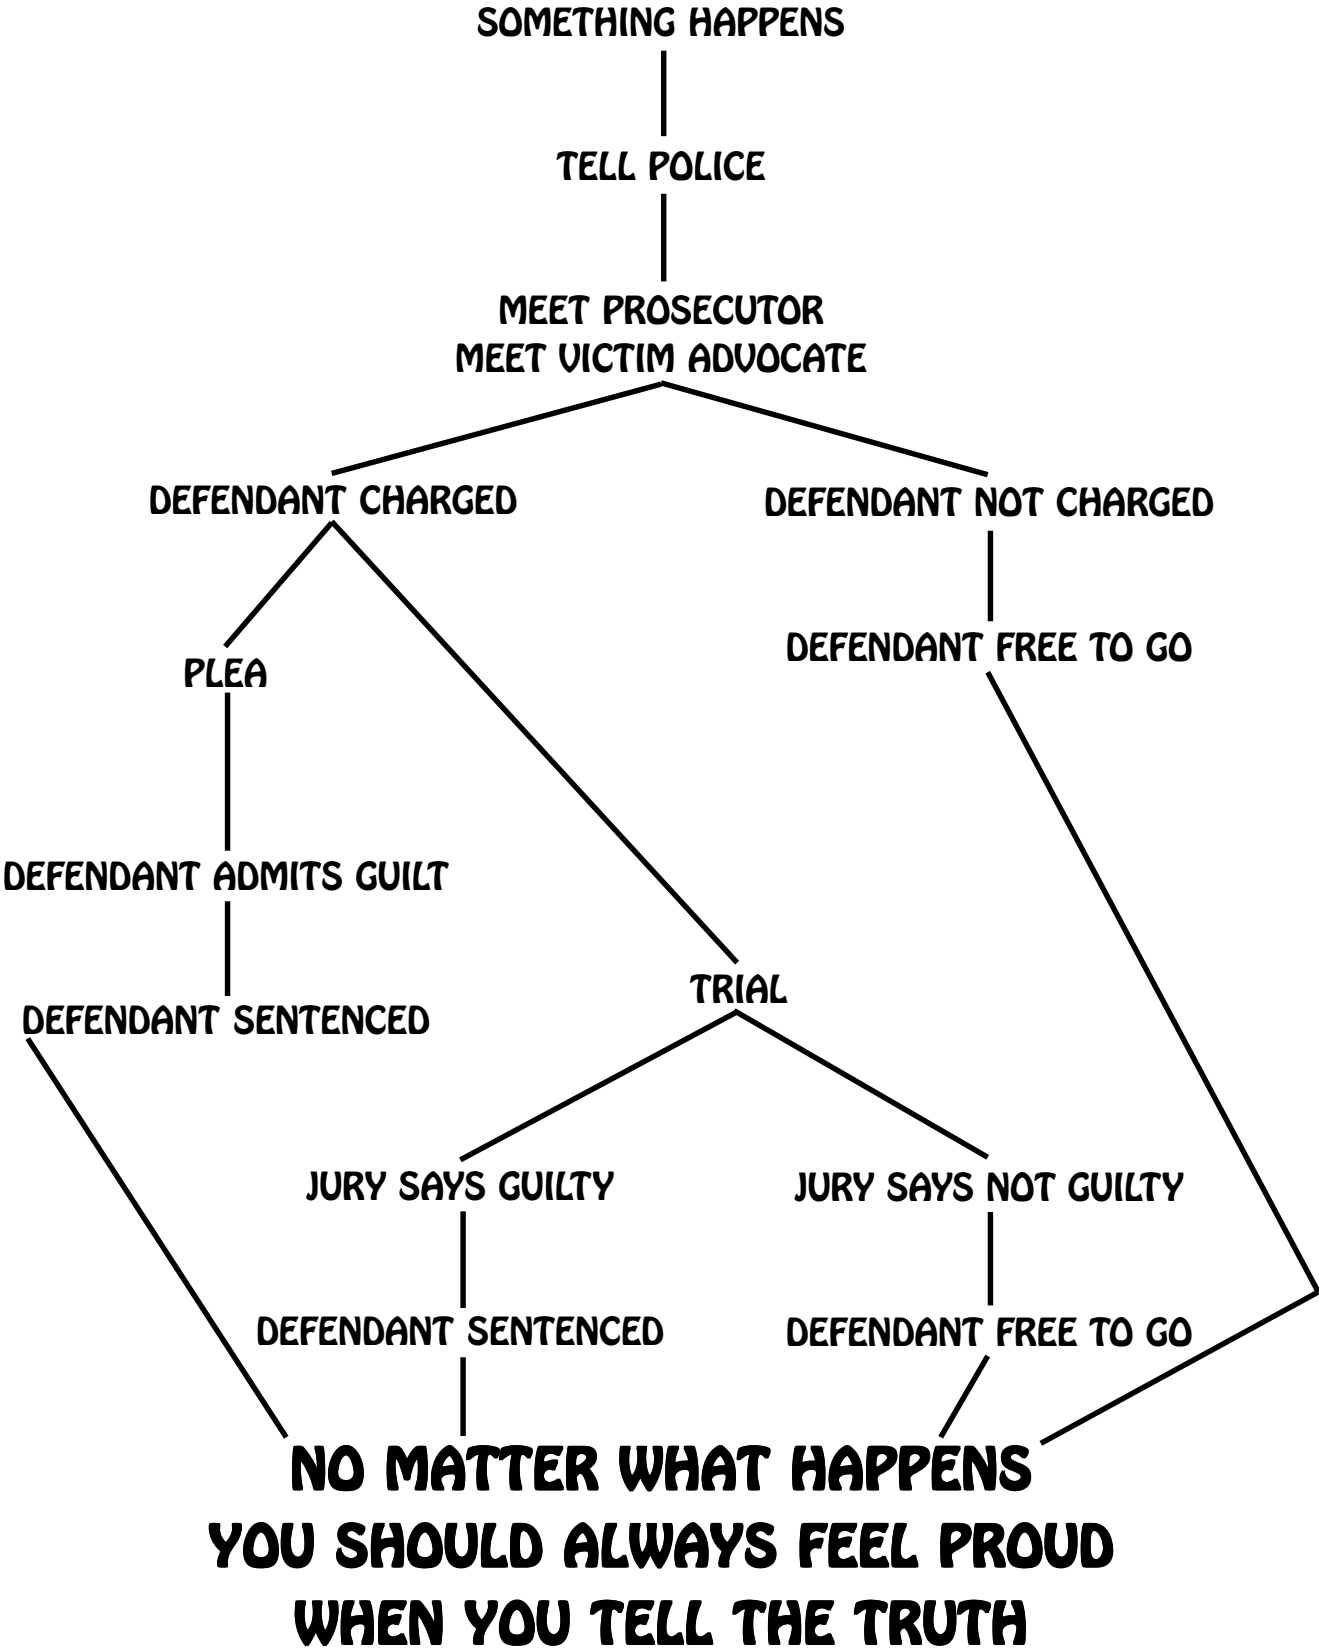 SOMETHING HAPPENS
TELL POLICE
MEET PROSECUTOR
MEET VICTIM ADVOCATE
DEFENDANT CHARGED
DEFENDANT NOT CHARGED
DEFENDANT FREE TO GO
PLEA
DEFENDANT ADMITS GUILT
TRIAL
DEFENDANT SENTENCED
JURY SAYS GUILTY
JURY SAYS NOT GUILTY
DEFENDANT SENTENCED
DEFENDANT FREE TO GO
NO MATTER WHAT HAPPENS
YOU SHOULD ALWAYS FEEL PROUD
WHEN YOU TELL THE TRUTH